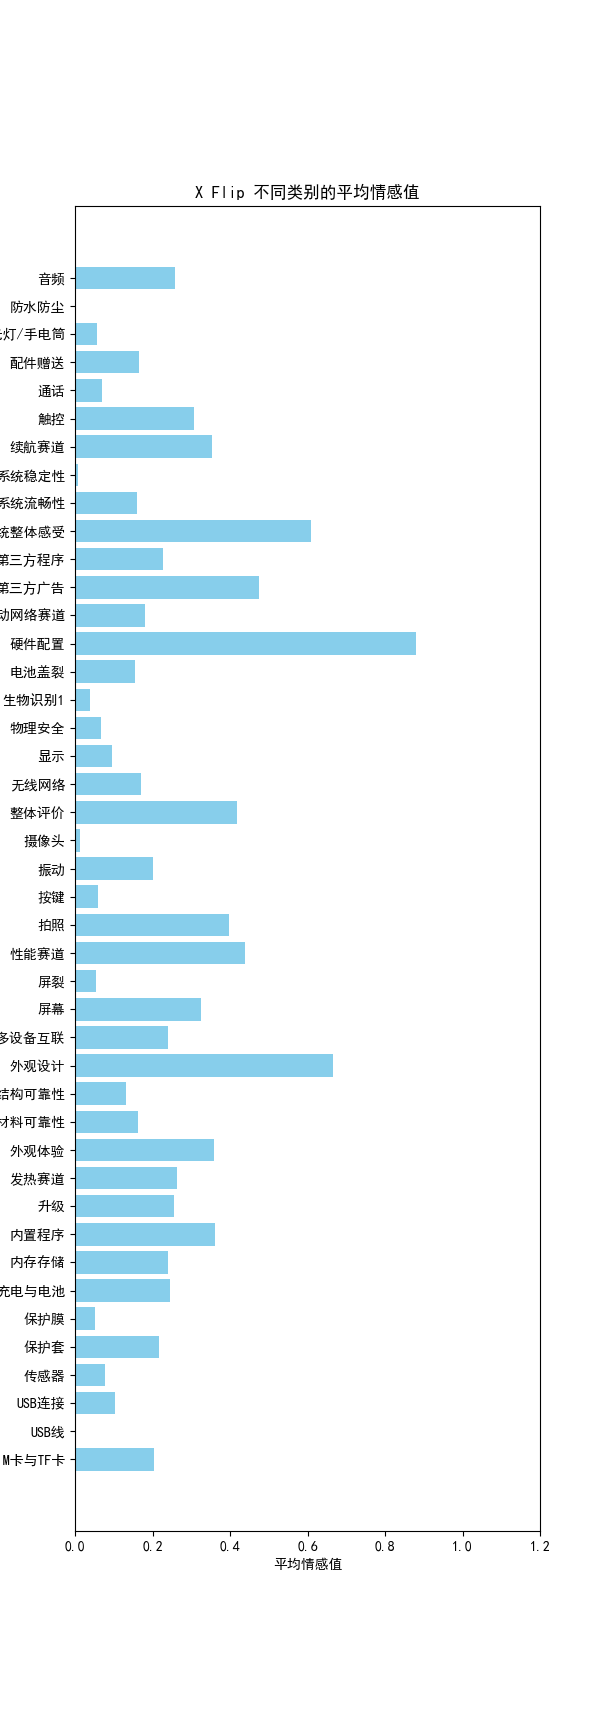 X Flip 不同类别的平均情感值
音频
防水防尘
灯/手电筒
配件赠送
通话
触控
续航赛道
系统稳定性
系统流畅性
统整体感受
第三方程序
第三方广告
动网络赛道
硬件配置
电池盖裂
生物识别1
物理安全
显示
无线网络
整体评价
摄像头
振动
按键
拍照
性能赛道
屏裂
屏幕
多设备互联
外观设计
结构可靠性
材料可靠性
外观体验
发热赛道
升级
内置程序
内存存储
充电与电池
保护膜
保护套
传感器
USB连接
USB线
M卡与TF卡
0.0 0.2 0.4 0.6 0.8 1.0 1.2
平均情感值